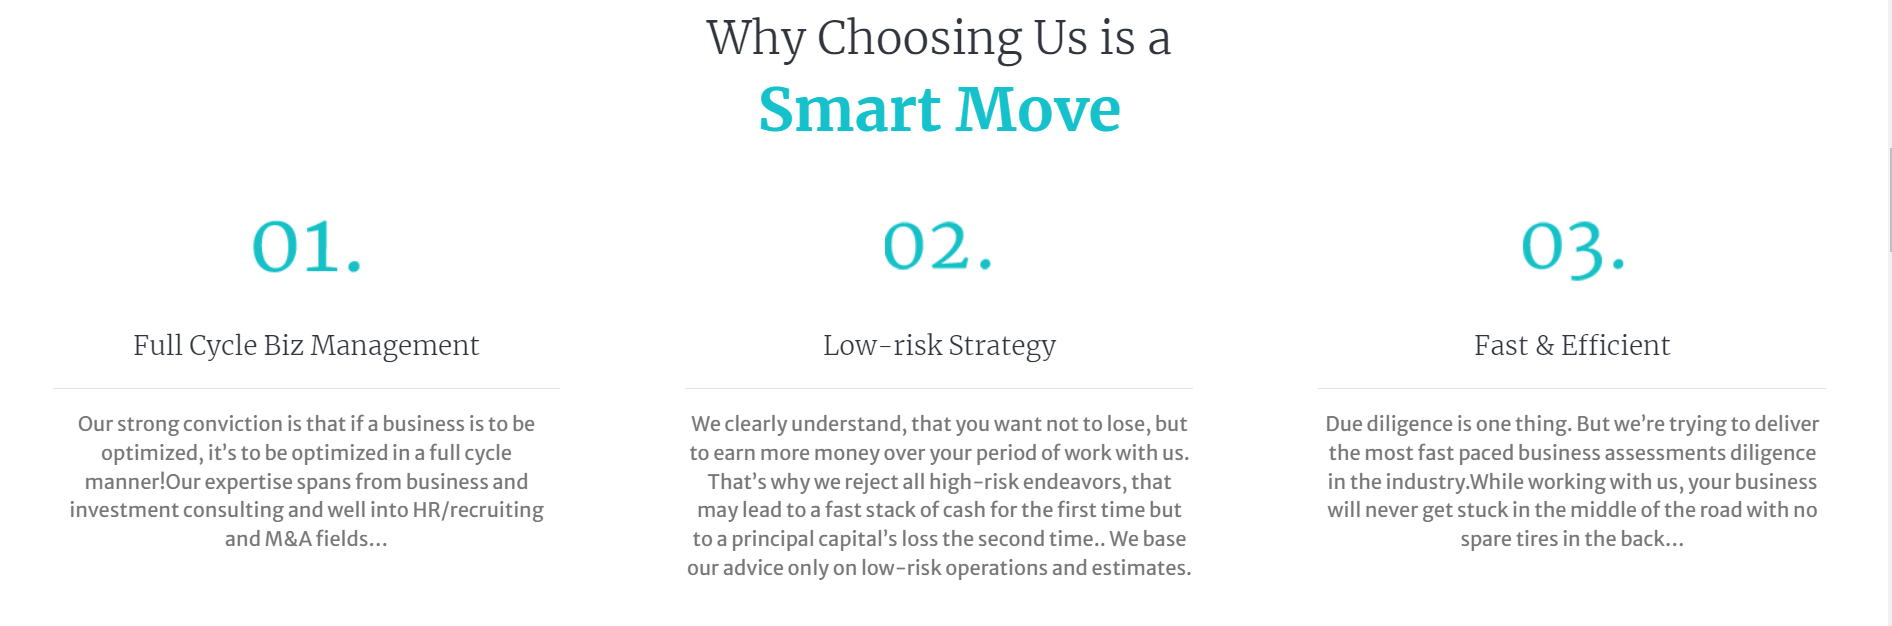 Why Choosing Us is a
Smart Move
01.
Full Cycle Biz Management
Our strong conviction is that if a business is to be
optimized, it’s to be optimized in a full cycle
manner!Our expertise spans from business and
investment consulting and well into HR/recruiting
and M&A fields...
02.
Low-risk Strategy
We clearly understand, that you want not to lose, but
to earn more money over your period of work with us.
That’s why we reject all high-risk endeavors, that
may lead to a fast stack of cash for the first time but
to a principal capital’s loss the second time.. We base
our advice only on low-risk operations and estimates.
03.
Fast & Efficient
Due diligence is one thing. But we’re trying to deliver
the most fast paced business assessments diligence
in the industry.While working with us, your business
will never get stuck in the middle of the road with no
spare tires in the back...